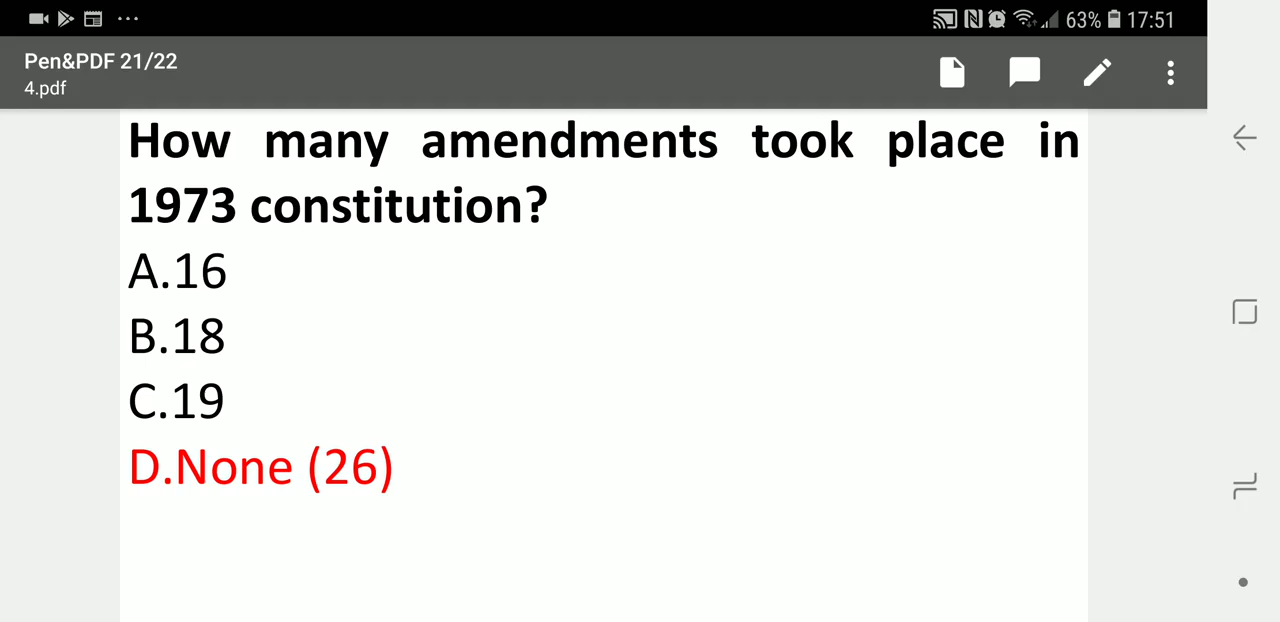 63% 17:51
Pen&PDF 21/22
4.pdf
How many amendments took place in
1973 constitution?
A.16
B.18
C.19
D.None (26)